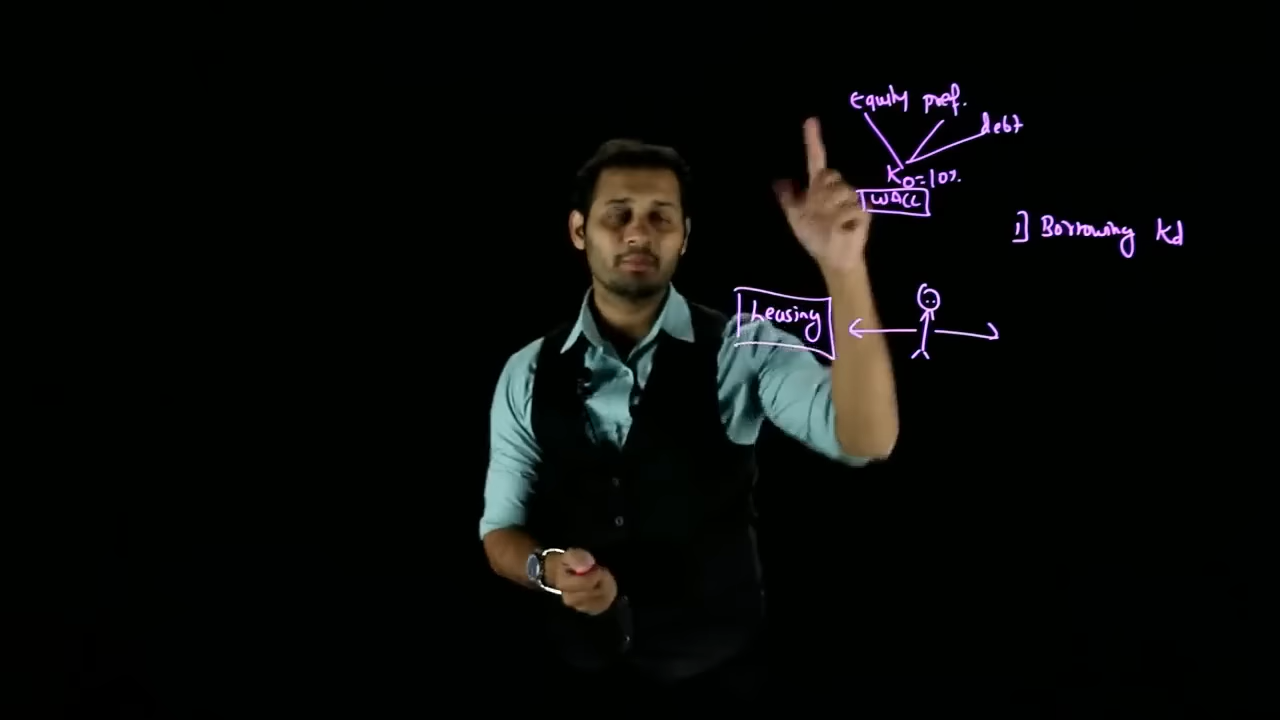 Equity pref.
debt
Ko=10%.
WACC
1] Borrowing Kd
Leasing